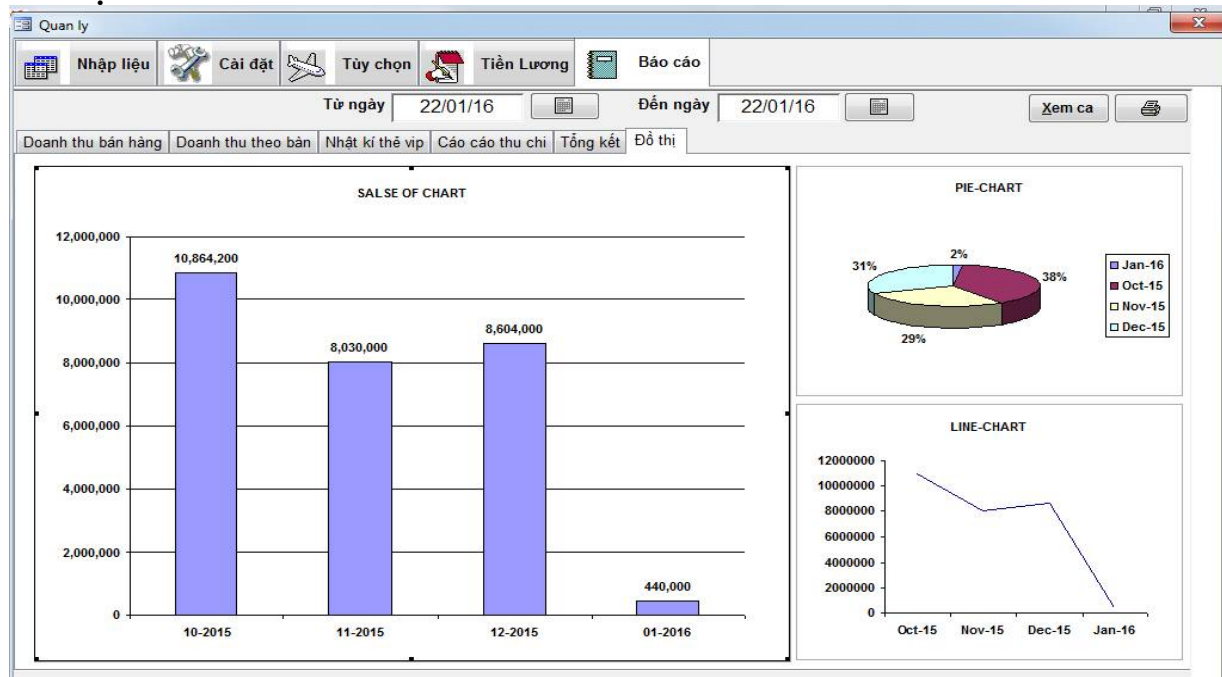 Quan ly
Nhập liệu Cài đặt Tùy chọn Tiền Lương Báo cáo
Từ ngày 22/01/16 Đến ngày 22/01/16 Xem ca
Doanh thu bán hàng Doanh thu theo bàn Nhật kí thẻ vip Cáo cáo thu chi Tổng kết Đồ thị
SALSE OF CHART
12,000,000
10,000,000
8,000,000
6,000,000
4,000,000
2,000,000
0
10,864,200
8,030,000
8,604,000
440,000
10-2015 11-2015 12-2015 01-2016
PIE-CHART
2%
31%
38%
29%
Jan-16
Oct-15
Nov-15
Dec-15
LINE-CHART
12000000
10000000
8000000
6000000
4000000
2000000
0
Oct-15 Nov-15 Dec-15 Jan-16